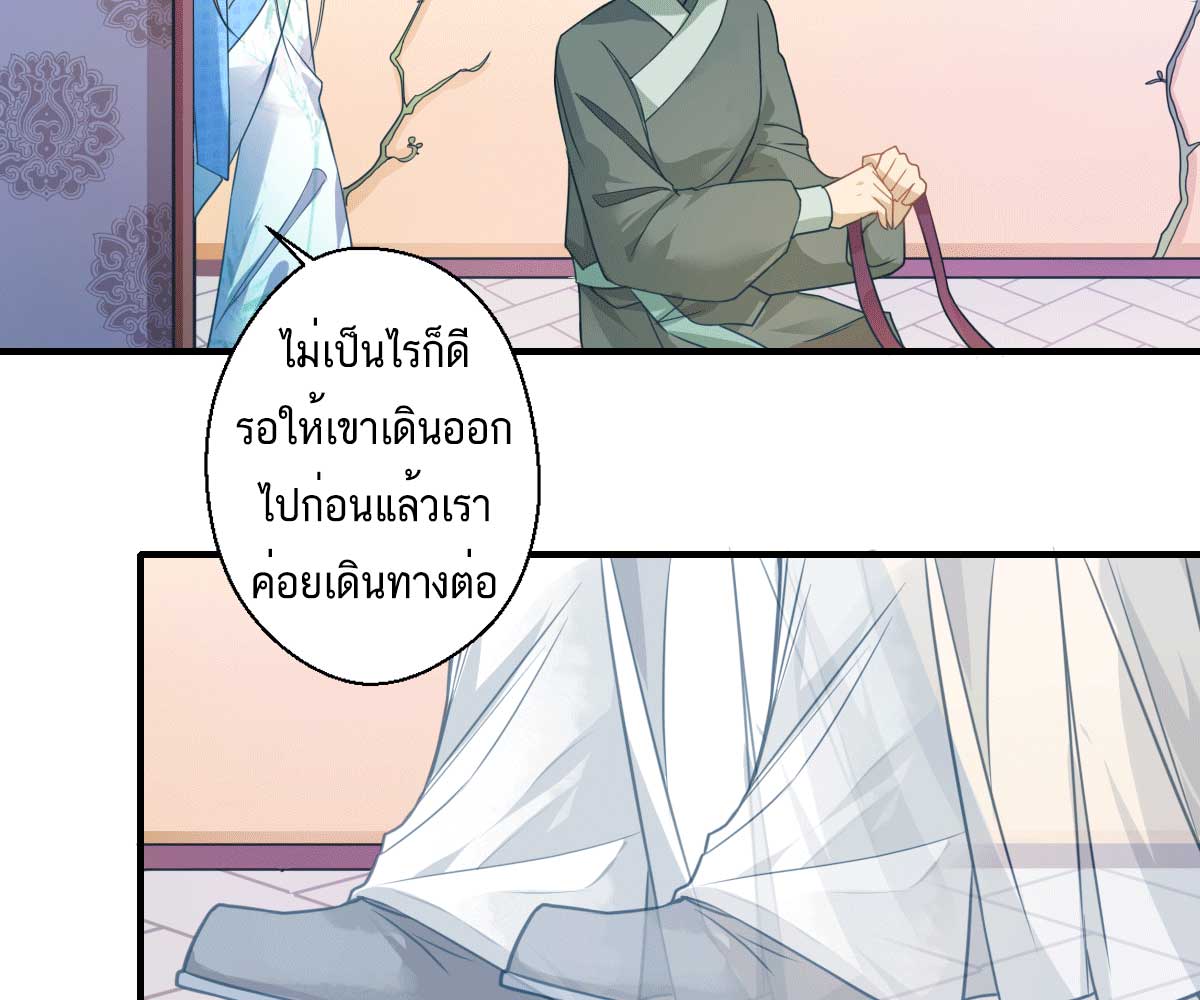 ไม่เป็นไรก็ดี
รอให้เขาเดินออก
ไปก่อนแล้วเรา
ค่อยเดินทางต่อ